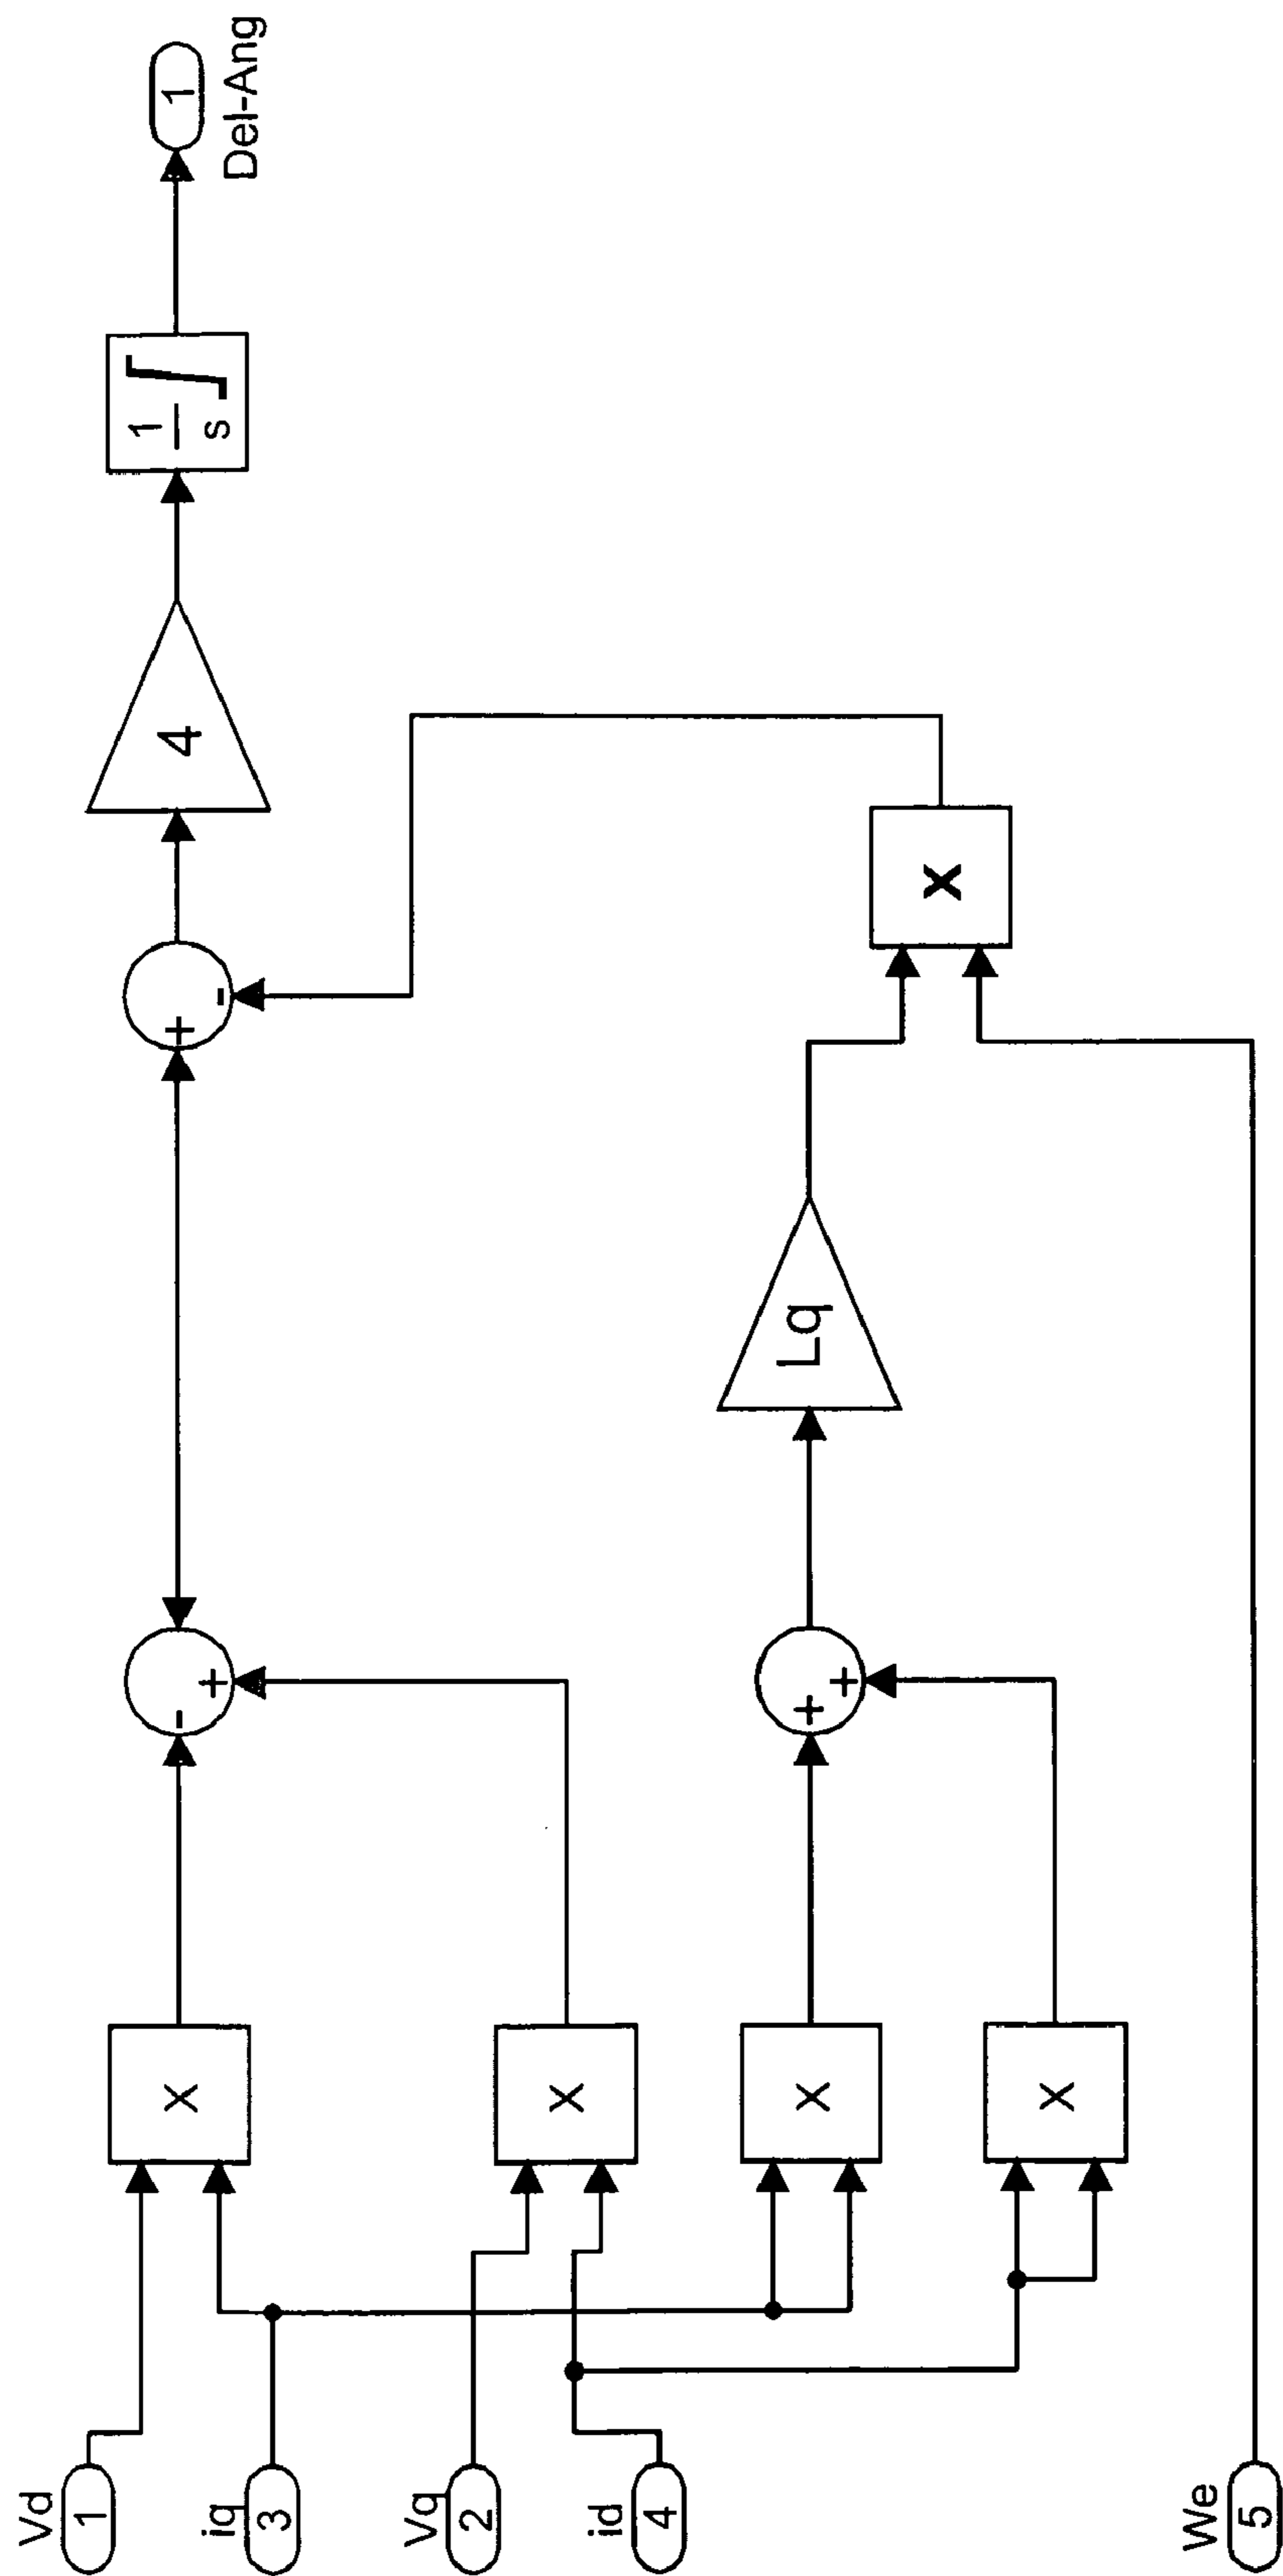 Vd
1
iq
3
Vq
2
id
4
We
5
X
X
X
X
-
+
+
+
Lq
X
+
-
4
1
s
∫
1
Del-Ang